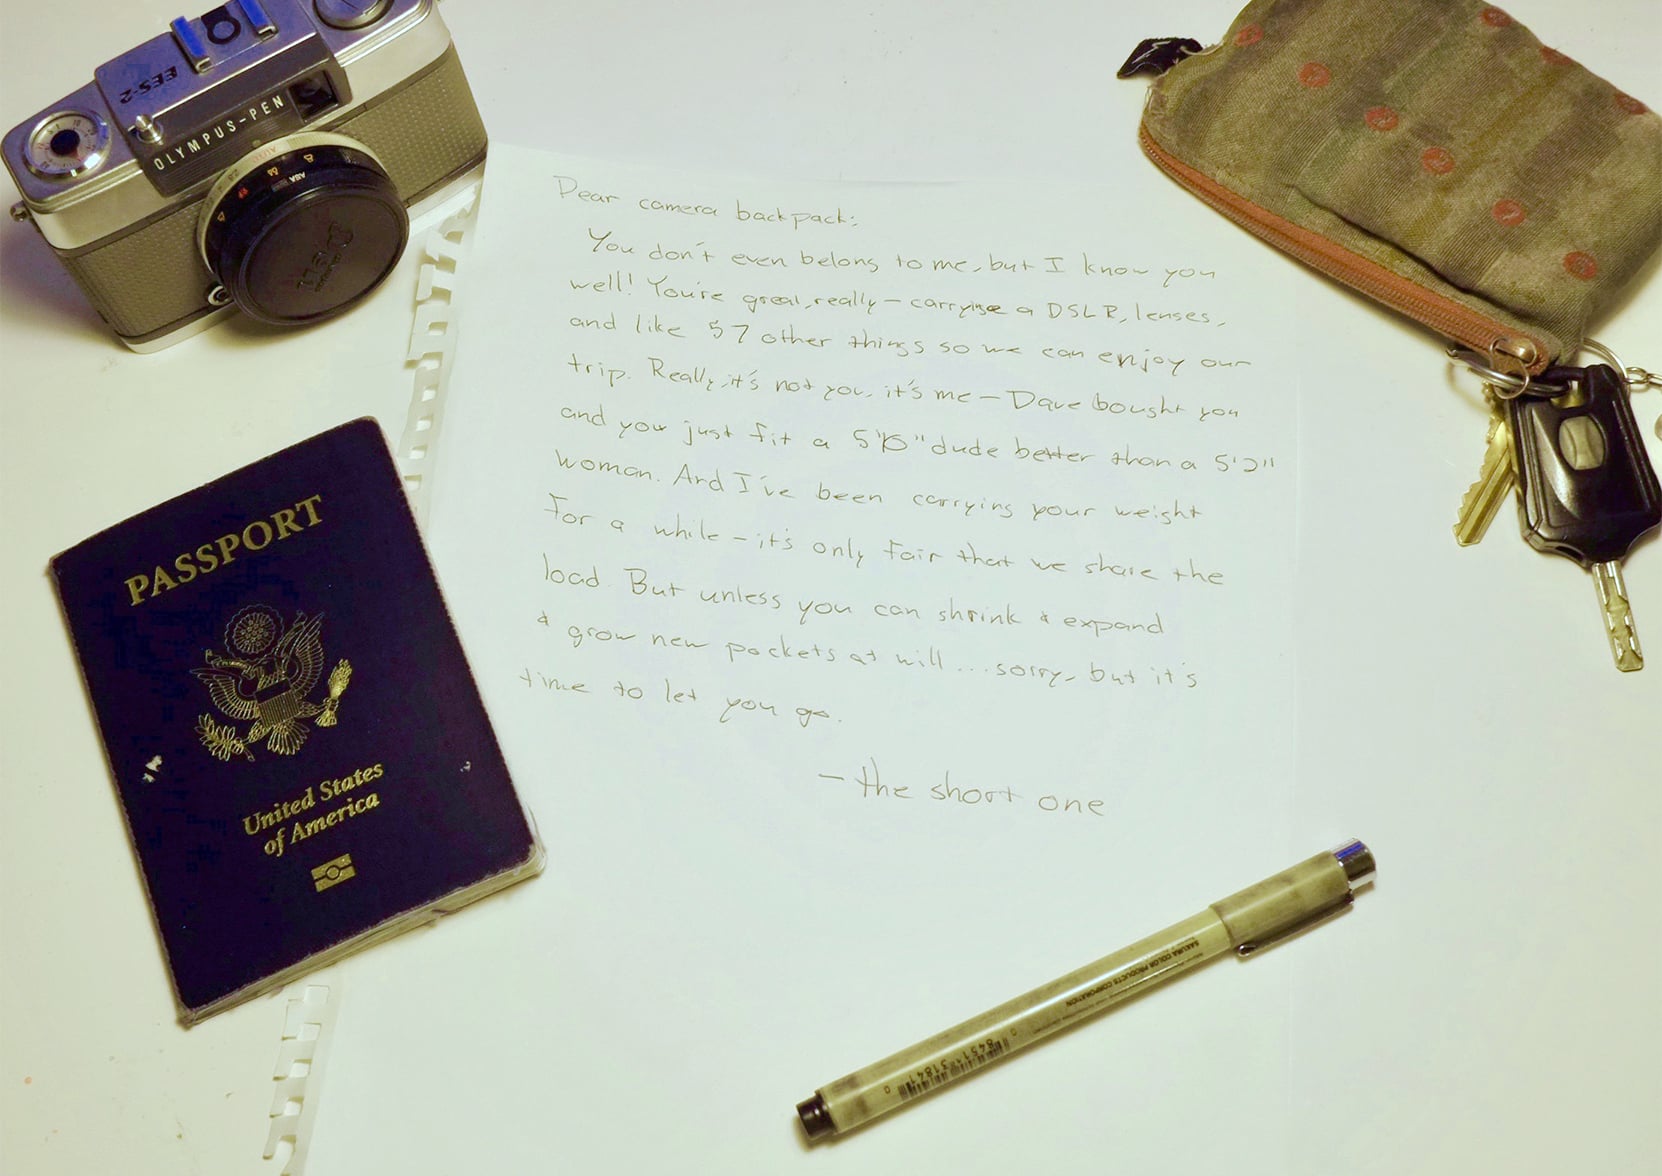 EES-2
OLYMPUS-PEN
Dear camera backpack:
You don't even belong to me, but I know you
well! You're great, really — carrying a DSLR, lenses,
and like 57 other things so we can enjoy our
trip. Really, it's not you, it's me — Dave bought you
and you just fit a dude better than a 5'2"
woman. And I've been carrying your weight
for a while — it's only fair that we share the
load. But unless you can shrink & expand
& grow new pockets at will ... sorry, but it's
time to let you go.
— the short one
PASSPORT
United States
of America
SAKURA COLOR PRODUCTS CORPORATION